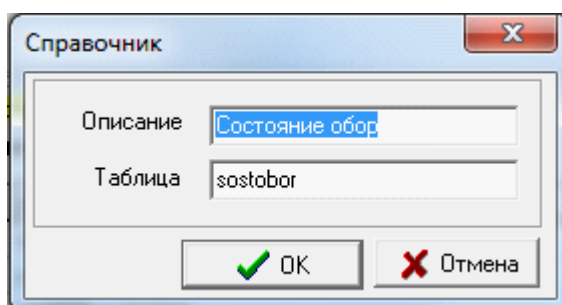 Справочник
Описание Состояние обор
Таблица sostobor
OK Отмена